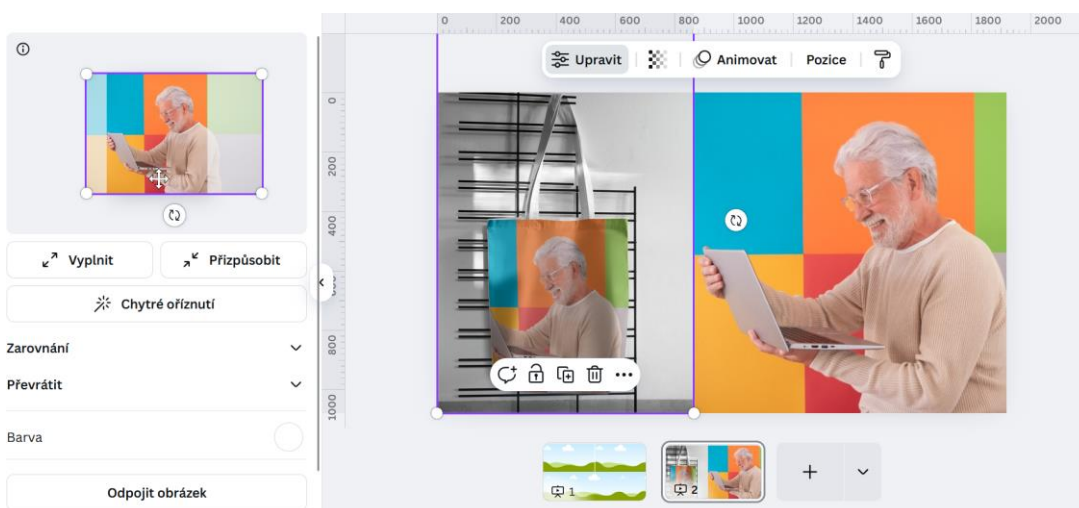 0 200 400 600 800 1000 1200 1400 1600 1800 2000
Upravit Animovat Pozice
0
200
400
800
1000
Vyplnit Přizpůsobit
Chytré oříznutí
Zarovnání
Převrátit
Barva
Odpojit obrázek
1 2